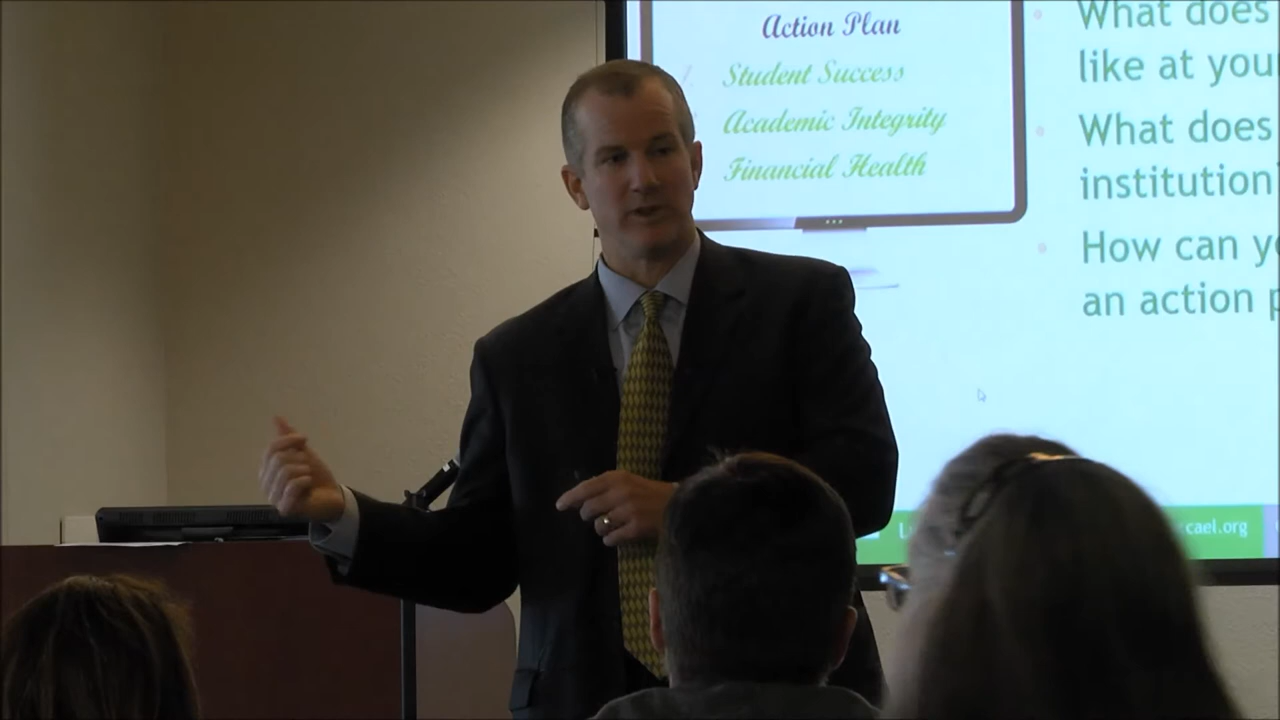 Action Plan
Student Success
Academic Integrity
Financial Health
What does
like at you
What does
institution
How can y
an action p
cael.org